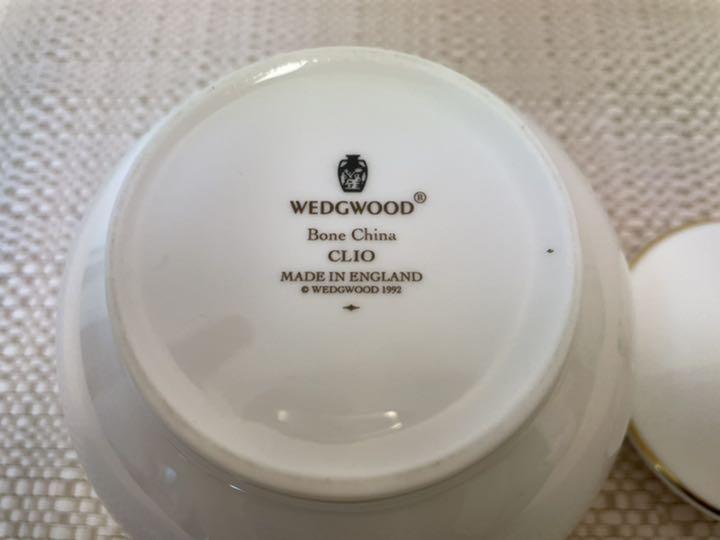 WEDGWOOD®
Bone China
CLIO
MADE IN ENGLAND
© WEDGWOOD 1992